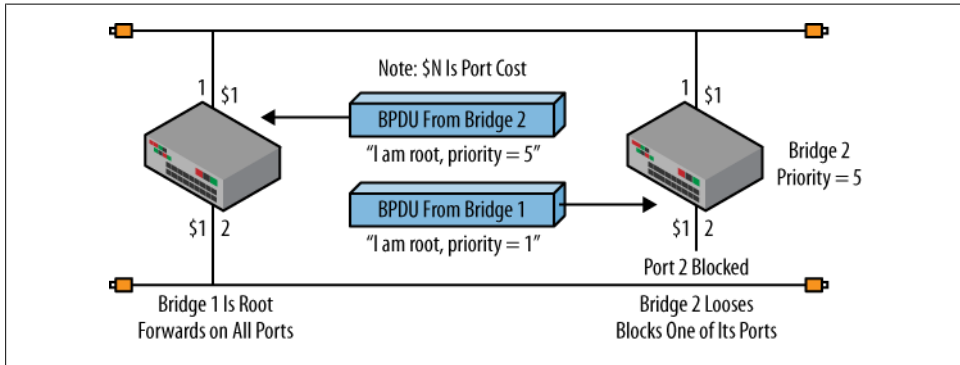 Note: $N Is Port Cost
1 $1
BPDU From Bridge 2
"I am root, priority = 5"
1 $1
Bridge 2
Priority = 5
BPDU From Bridge 1
"I am root, priority = 1"
$1 2
$1 2
Port 2 Blocked
Bridge 1 Is Root
Forwards on All Ports
Bridge 2 Looses
Blocks One of Its Ports